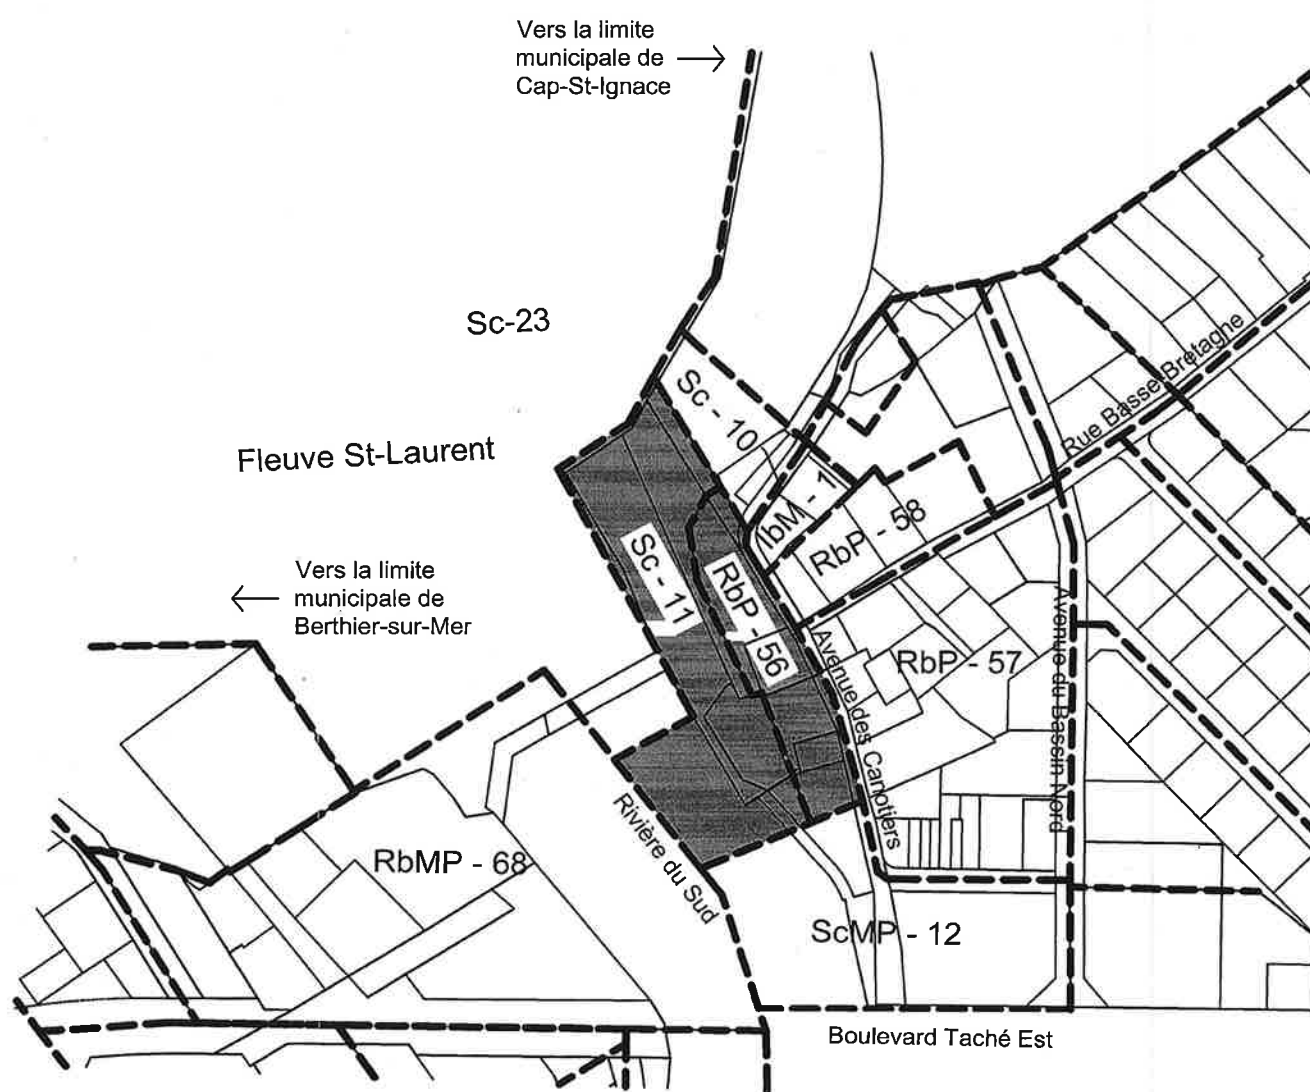 Vers la limite
municipale de
Cap-St-Ignace
Sc-23
Fleuve St-Laurent
Sc - 10
Rue Basse-Bretagne
IbM - 1
RbP - 58
Sc - 11
RbP - 56
Vers la limite
municipale de
Berthier-sur-Mer
RbP - 57
Avenue des Canotiers
Avenue du Bassin Nord
Rivière du Sud
RbMP - 68
ScMP - 12
Boulevard Taché Est